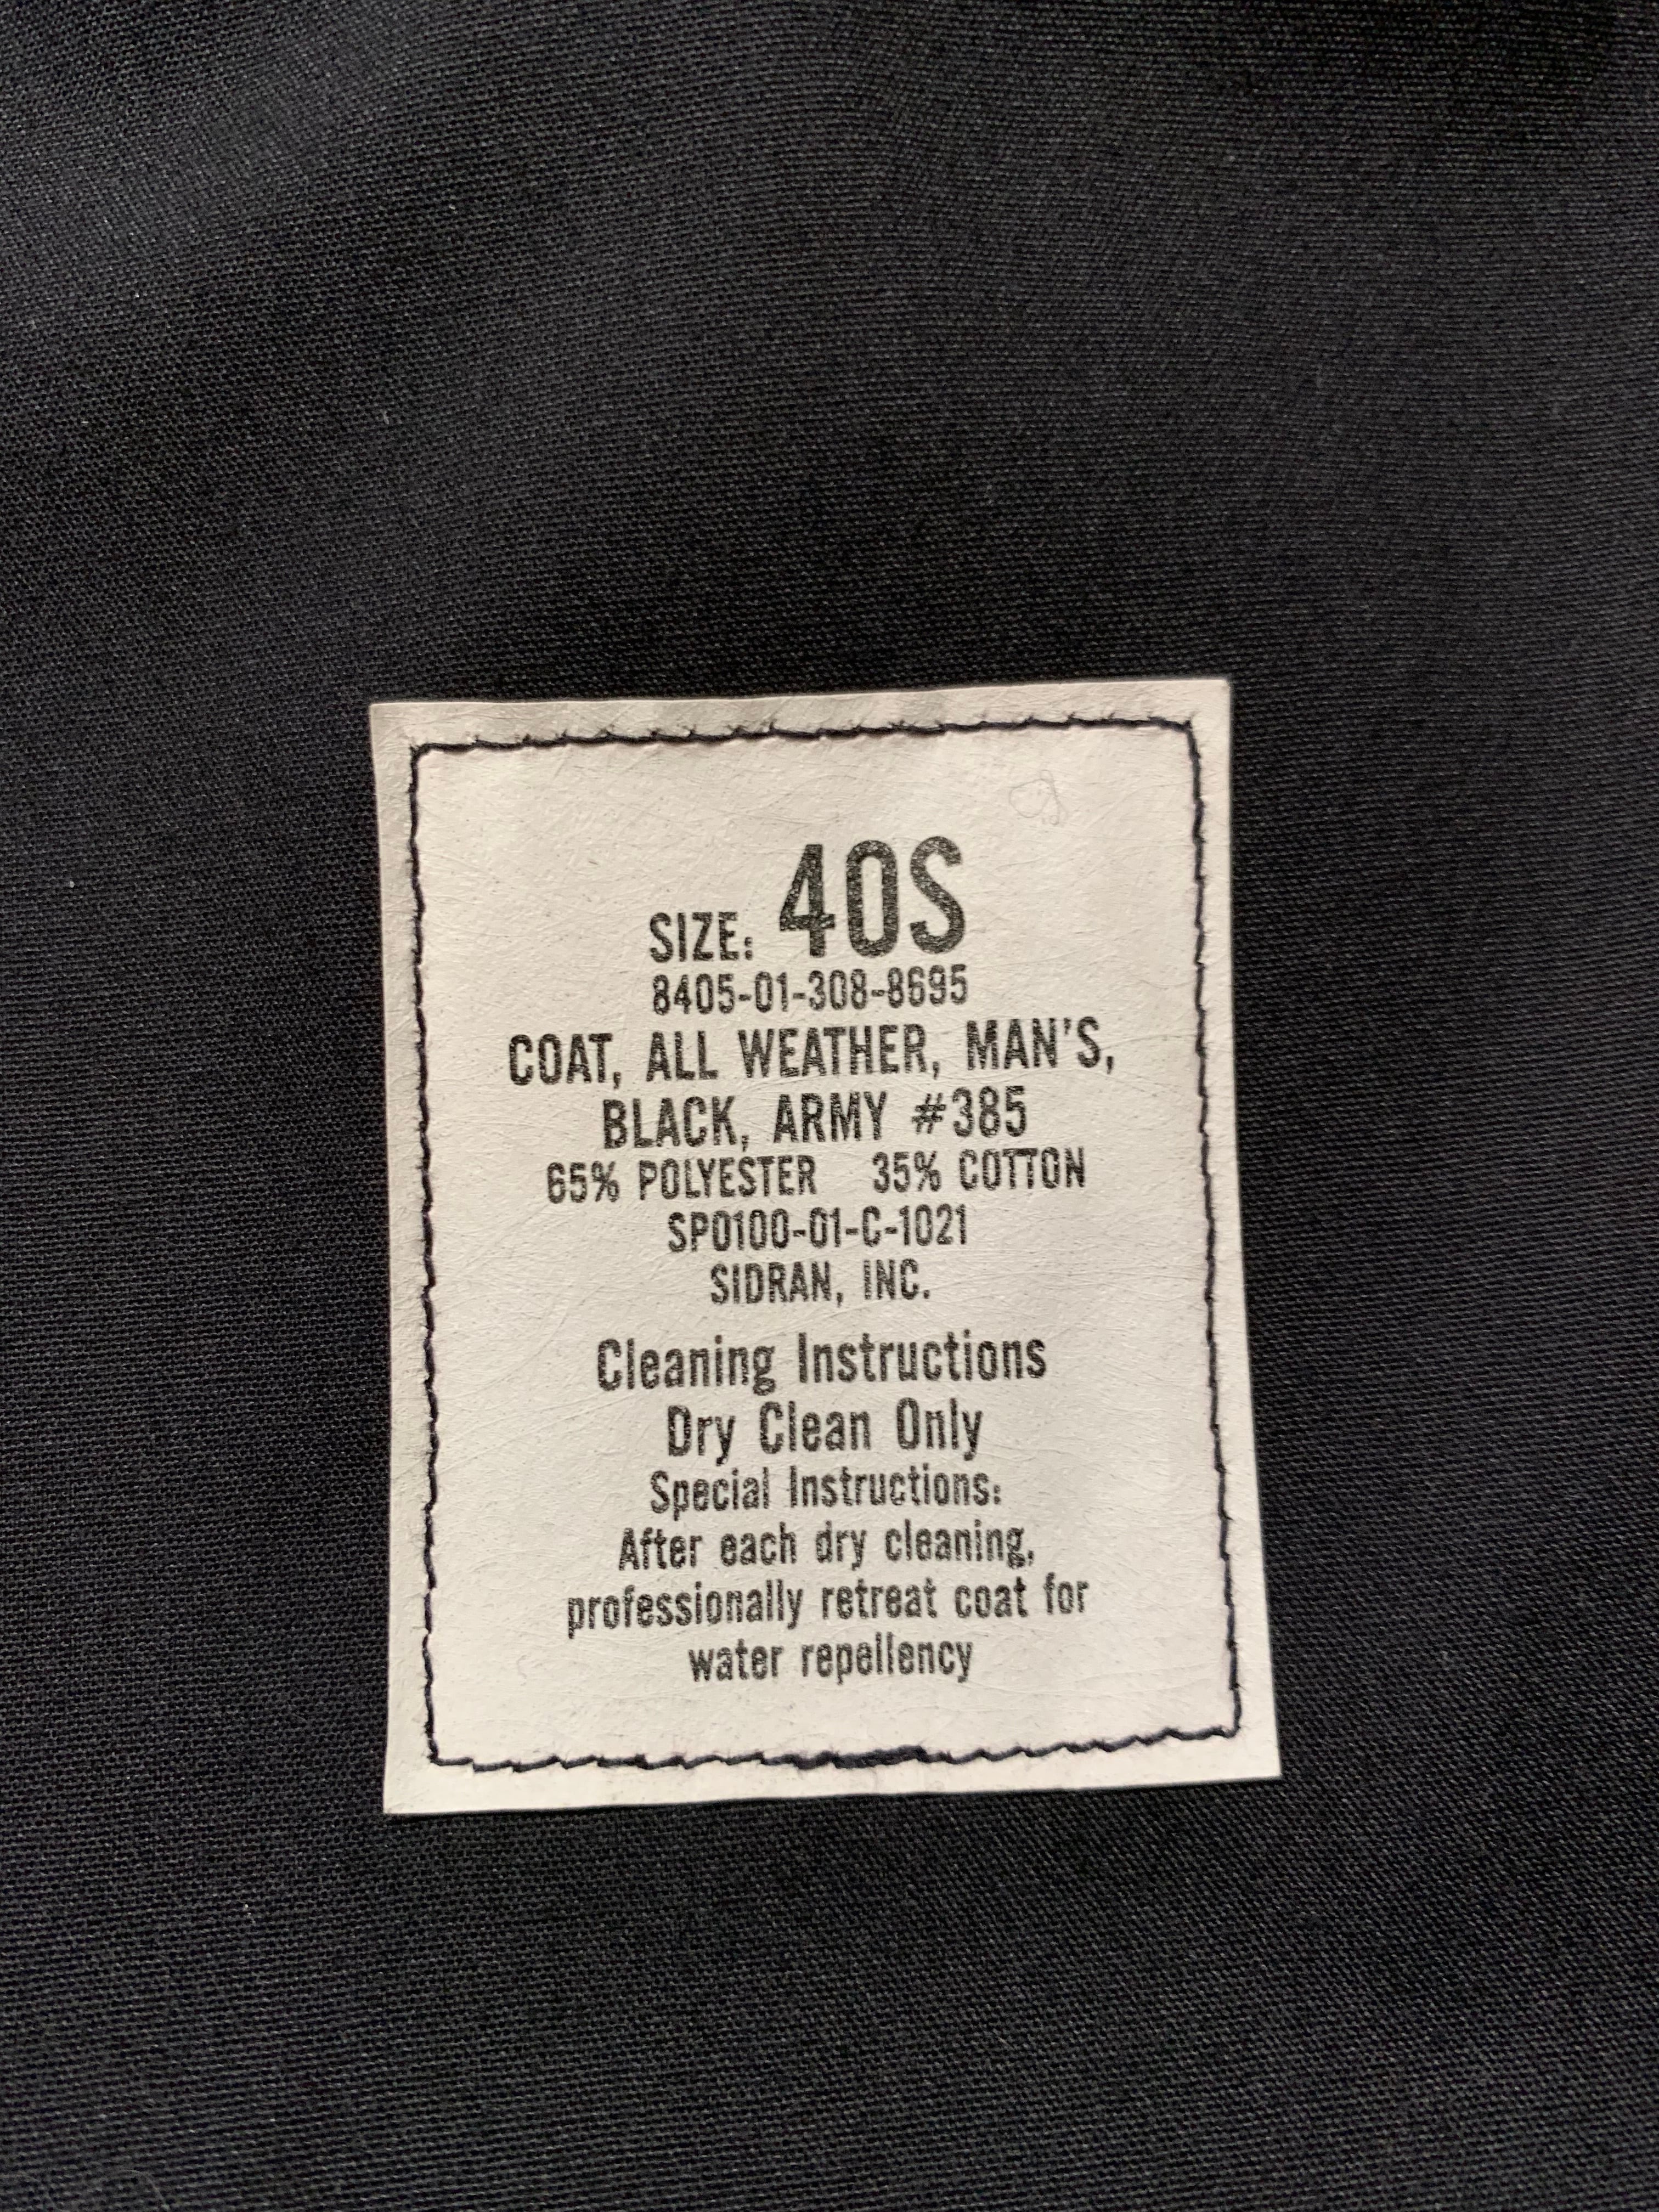 SIZE: 40S
8405-01-308-8695
COAT, ALL WEATHER, MAN'S,
BLACK, ARMY #385
65% POLYESTER 35% COTTON
SP0100-01-C-1021
SIDRAN, INC.
Cleaning Instructions
Dry Clean Only
Special Instructions:
After each dry cleaning,
professionally retreat coat for
water repellency